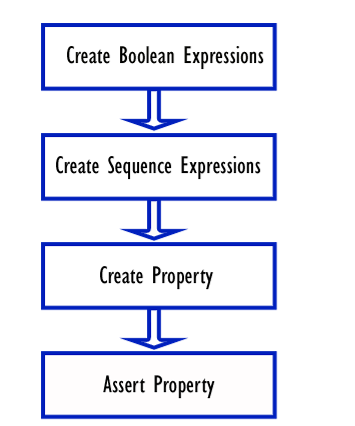 Create Boolean Expressions
Create Sequence Expressions
Create Property
Assert Property